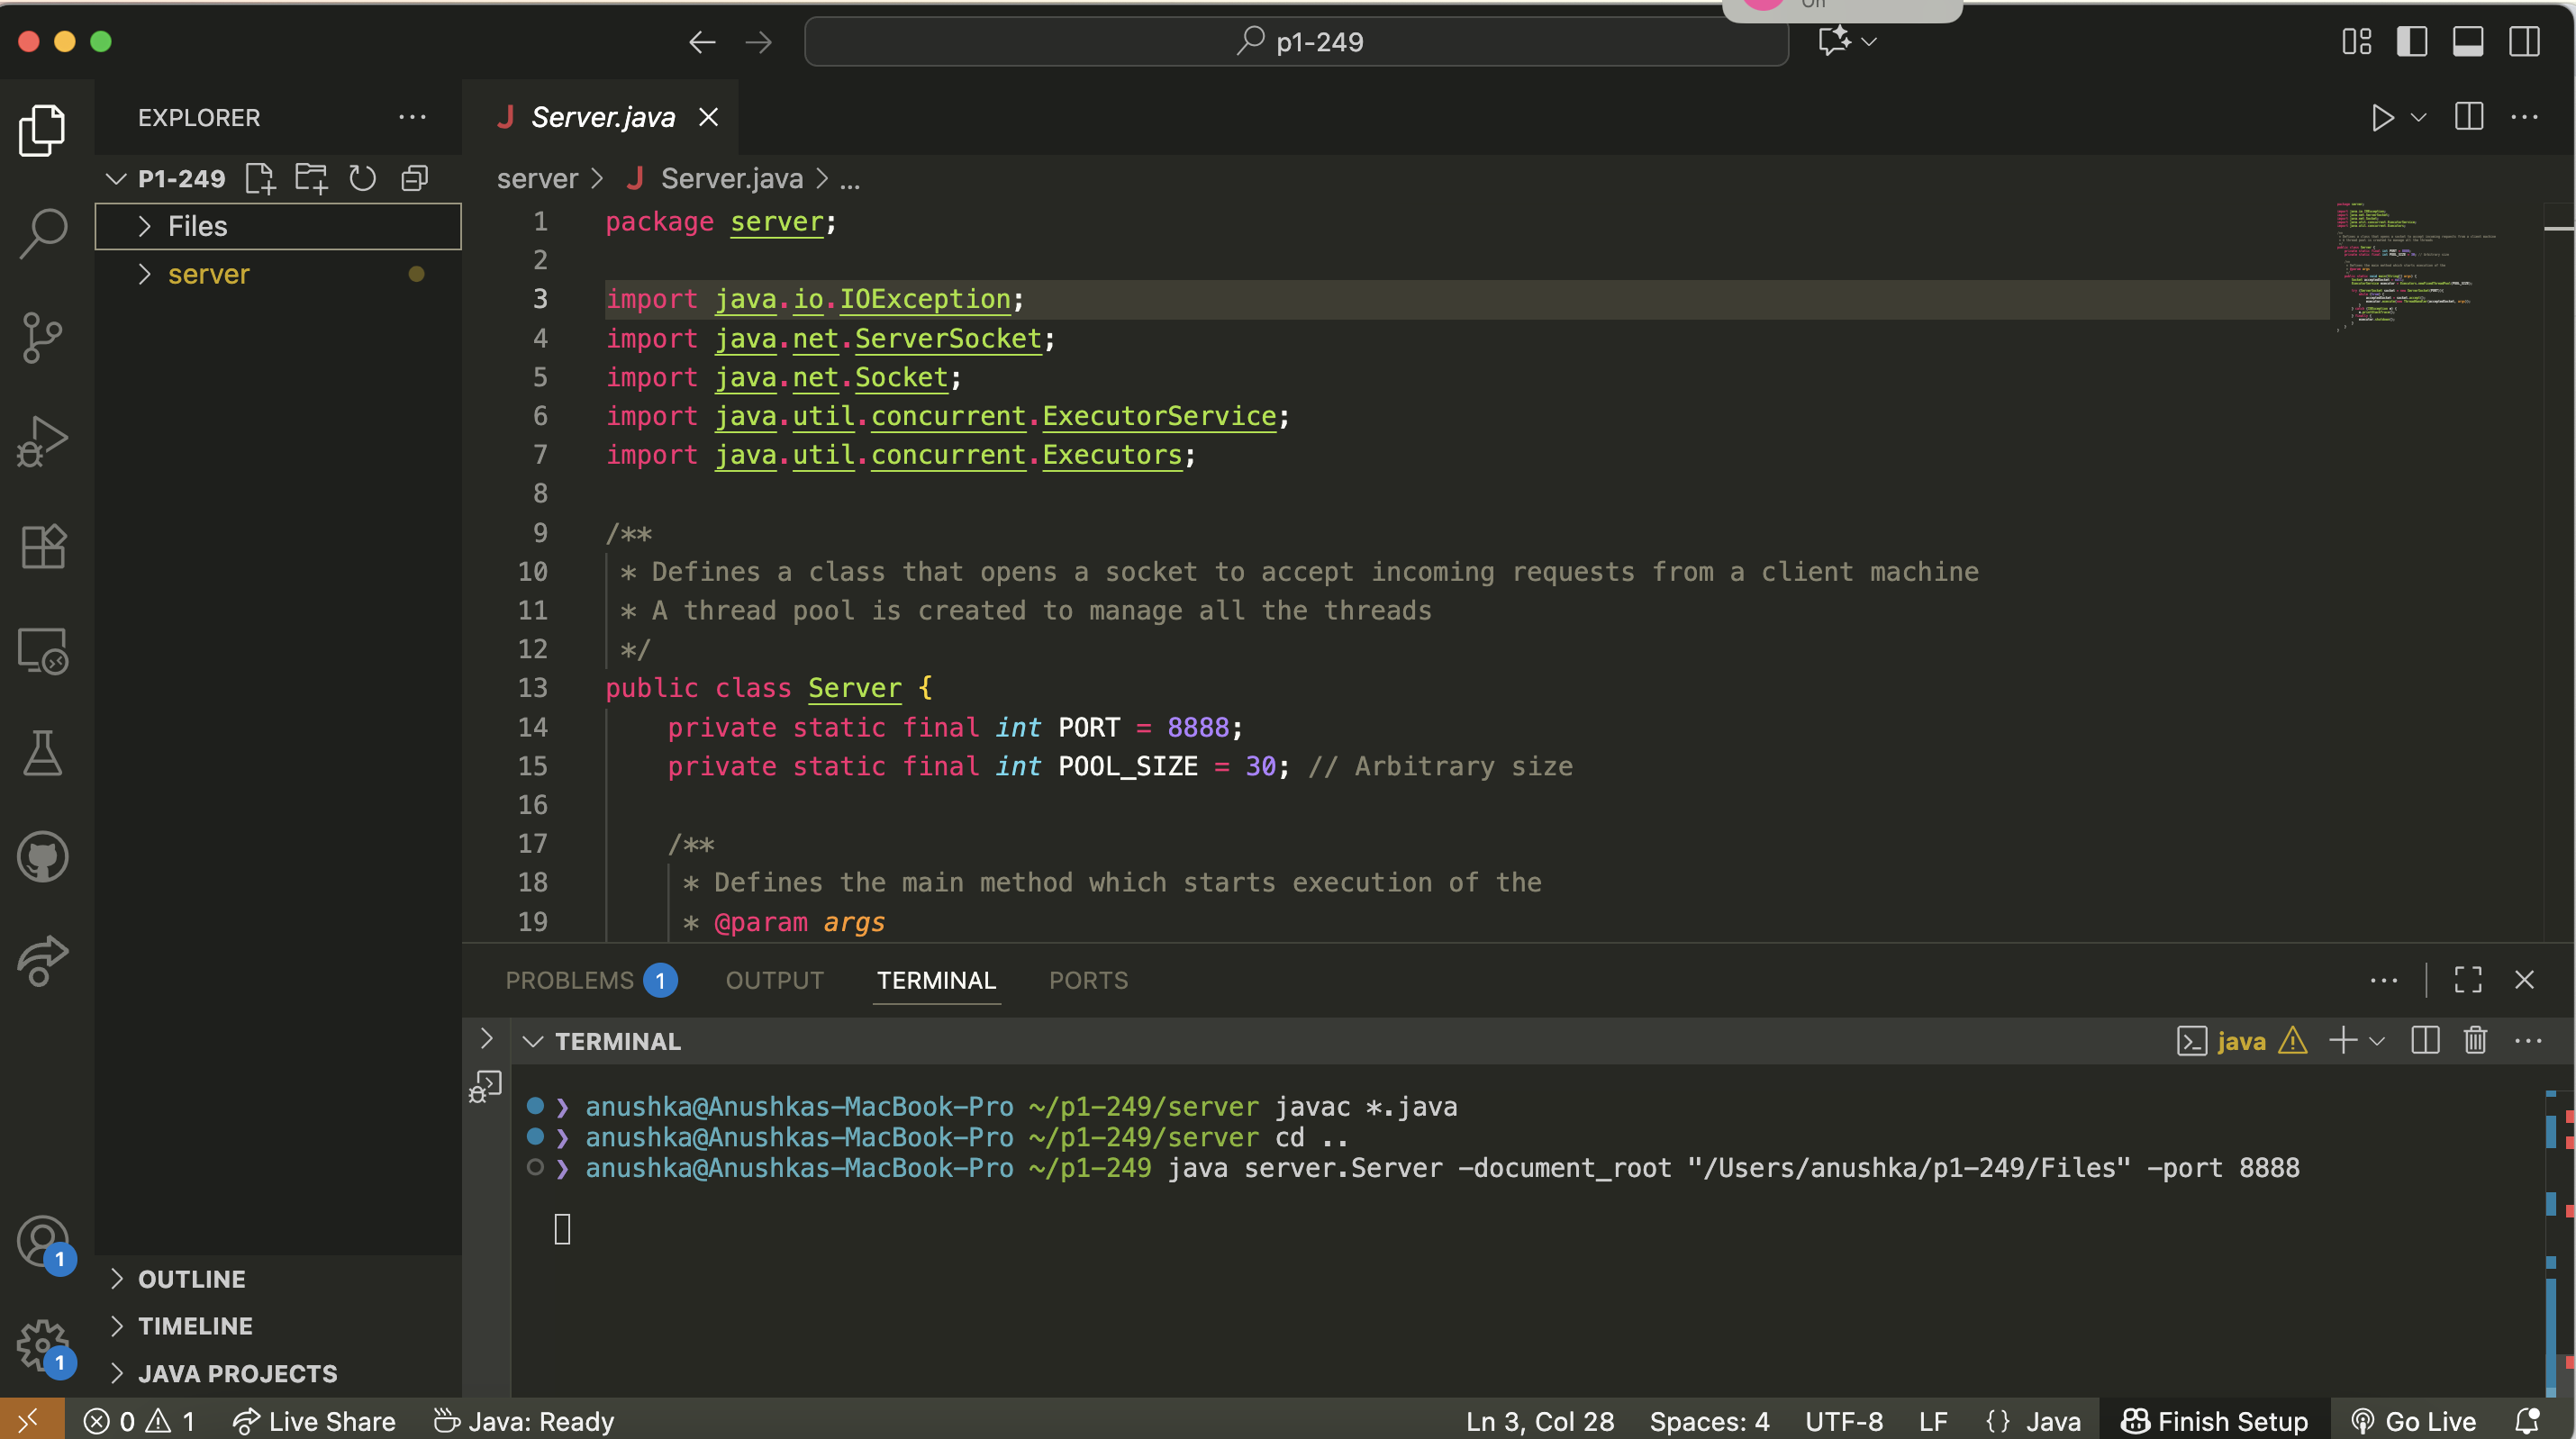 On
p1-249
EXPLORER
Server.java
P1-249
server > Server.java > ...
Files
server
1 package server;
2
3 import java.io.IOException;
4 import java.net.ServerSocket;
5 import java.net.Socket;
6 import java.util.concurrent.ExecutorService;
7 import java.util.concurrent.Executors;
8
9 /**
10 * Defines a class that opens a socket to accept incoming requests from a client machine
11 * A thread pool is created to manage all the threads
12 */
13 public class Server {
14 private static final int PORT = 8888;
15 private static final int POOL_SIZE = 30; // Arbitrary size
16
17 /**
18 * Defines the main method which starts execution of the
19 * @param args
PROBLEMS 1 OUTPUT TERMINAL PORTS
TERMINAL
java
anushka@Anushkas-MacBook-Pro ~/p1-249/server javac *.java
anushka@Anushkas-MacBook-Pro ~/p1-249/server cd ..
anushka@Anushkas-MacBook-Pro ~/p1-249 java server.Server -document_root "/Users/anushka/p1-249/Files" -port 8888
1
OUTLINE
TIMELINE
1
JAVA PROJECTS
0 1 Live Share Java: Ready Ln 3, Col 28 Spaces: 4 UTF-8 LF {} Java Finish Setup Go Live